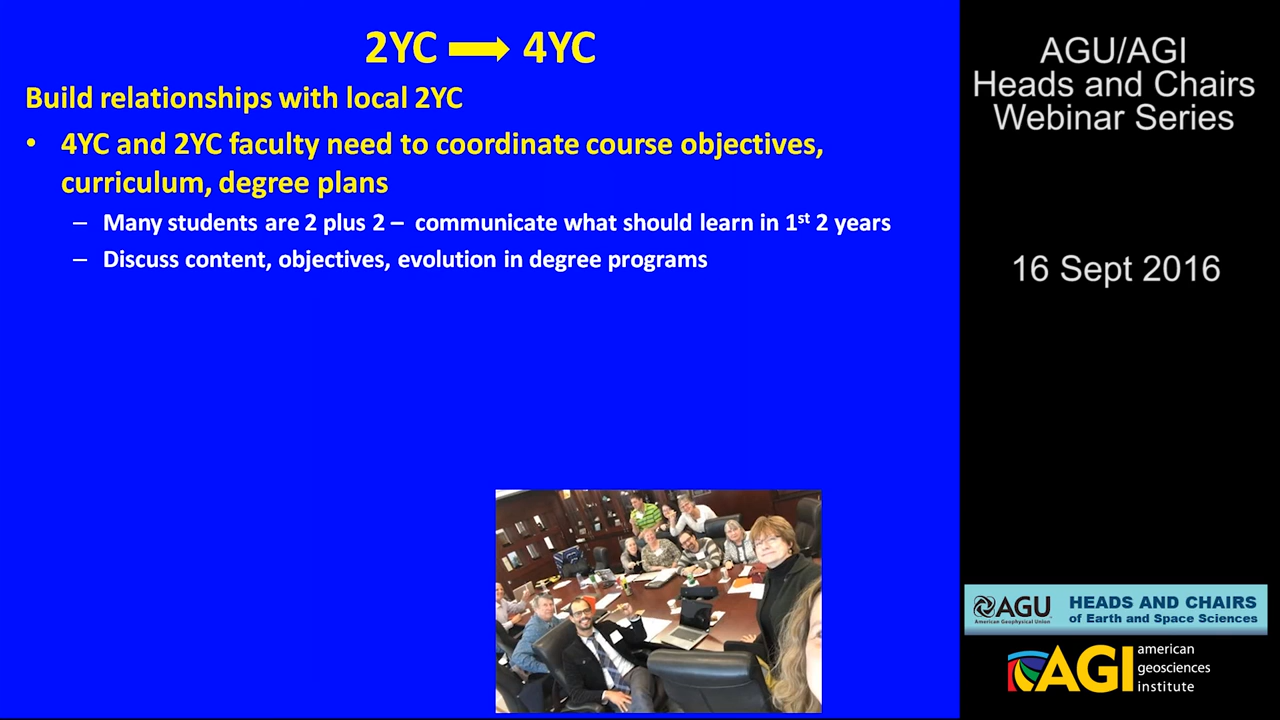 2YC 4YC
Build relationships with local 2YC
• 4YC and 2YC faculty need to coordinate course objectives,
curriculum, degree plans
– Many students are 2 plus 2 – communicate what should learn in 1st 2 years
– Discuss content, objectives, evolution in degree programs
AGU/AGI
Heads and Chairs
Webinar Series
16 Sept 2016
AGU
American Geophysical Union
HEADS AND CHAIRS
of Earth and Space Sciences
AGI
american
geosciences
institute